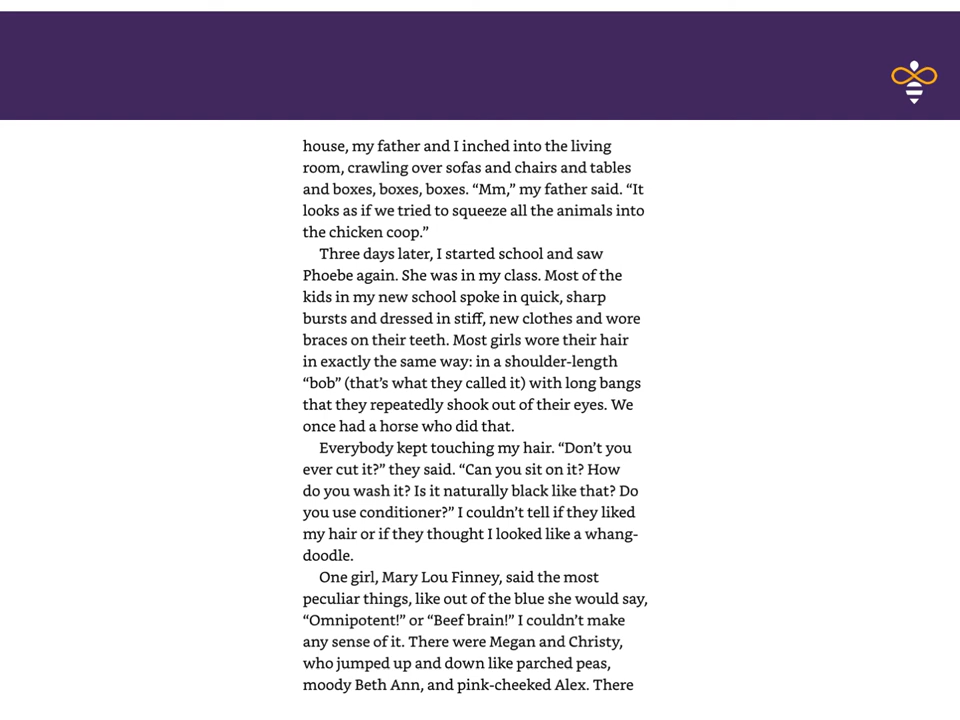 house, my father and I inched into the living
room, crawling over sofas and chairs and tables
and boxes, boxes, boxes. “Mm,” my father said. “It
looks as if we tried to squeeze all the animals into
the chicken coop.”
Three days later, I started school and saw
Phoebe again. She was in my class. Most of the
kids in my new school spoke in quick, sharp
bursts and dressed in stiff, new clothes and wore
braces on their teeth. Most girls wore their hair
in exactly the same way: in a shoulder-length
“bob” (that’s what they called it) with long bangs
that they repeatedly shook out of their eyes. We
once had a horse who did that.
Everybody kept touching my hair. “Don’t you
ever cut it?” they said. “Can you sit on it? How
do you wash it? Is it naturally black like that? Do
you use conditioner?” I couldn’t tell if they liked
my hair or if they thought I looked like a whang-
doodle.
One girl, Mary Lou Finney, said the most
peculiar things, like out of the blue she would say,
“Omnipotent!” or “Beef brain!” I couldn’t make
any sense of it. There were Megan and Christy,
who jumped up and down like parched peas,
moody Beth Ann, and pink-cheeked Alex. There